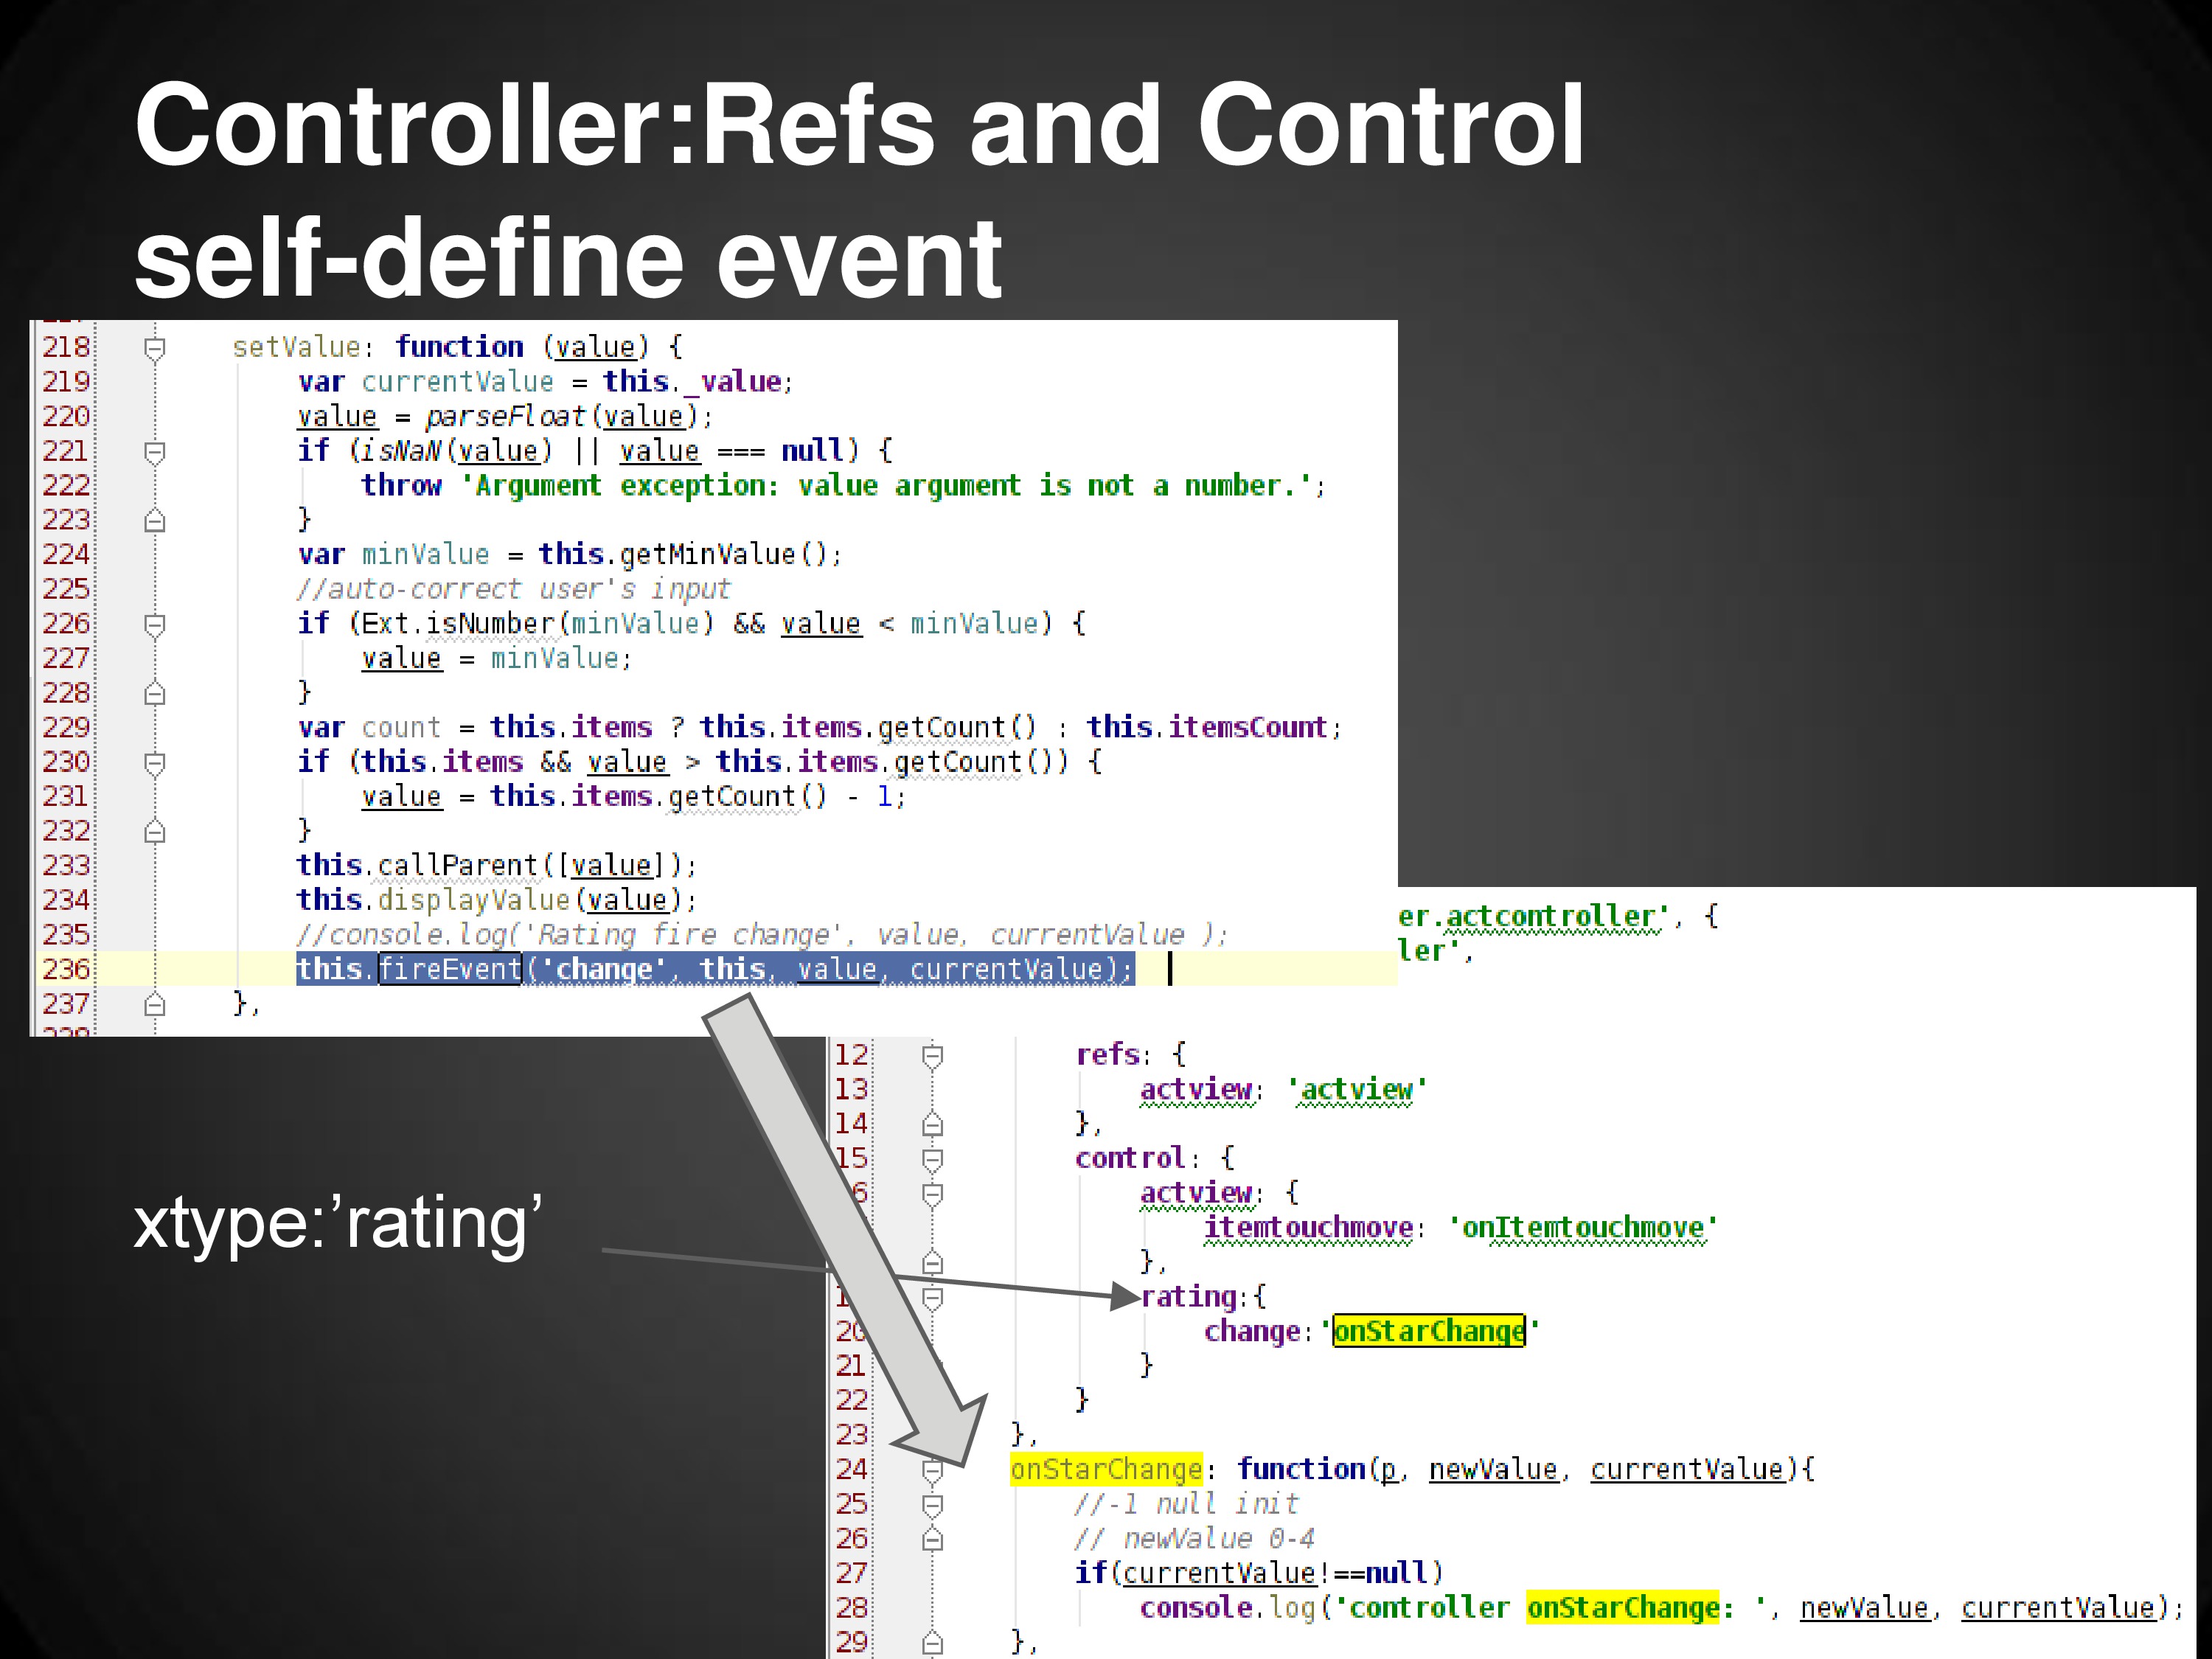 Controller:Refs and Control
self-define event
218 setValue: function (value) {
219 var currentValue = this._value;
220 value = parseFloat(value);
221 if (isNaN(value) || value === null) {
222 throw 'Argument exception: value argument is not a number.';
223 }
224 var minValue = this.getMinValue();
225 //auto-correct user's input
226 if (Ext.isNumber(minValue) && value < minValue) {
227 value = minValue;
228 }
229 var count = this.items ? this.items.getCount() : this.itemsCount;
230 if (this.items && value > this.items.getCount()) {
231 value = this.items.getCount() - 1;
232 }
233 this.callParent([value]);
234 this.displayValue(value);
235 //console.log('Rating fire change', value, currentValue );
236 this.fireEvent('change', this, value, currentValue);
237 },
er.actcontroller', {
ler',
12 refs: {
13 actview: 'actview'
14 },
15 control: {
6 actview: {
itemtouchmove: 'onItemtouchmove'
},
xtype:’rating’
1 rating:{
20 change:'onStarChange'
21 }
22 }
23 },
24 onStarChange: function(p, newValue, currentValue){
25 //-1 null init
26 // newValue 0-4
27 if(currentValue!==null)
28 console.log('controller onStarChange: ', newValue, currentValue);
29 },